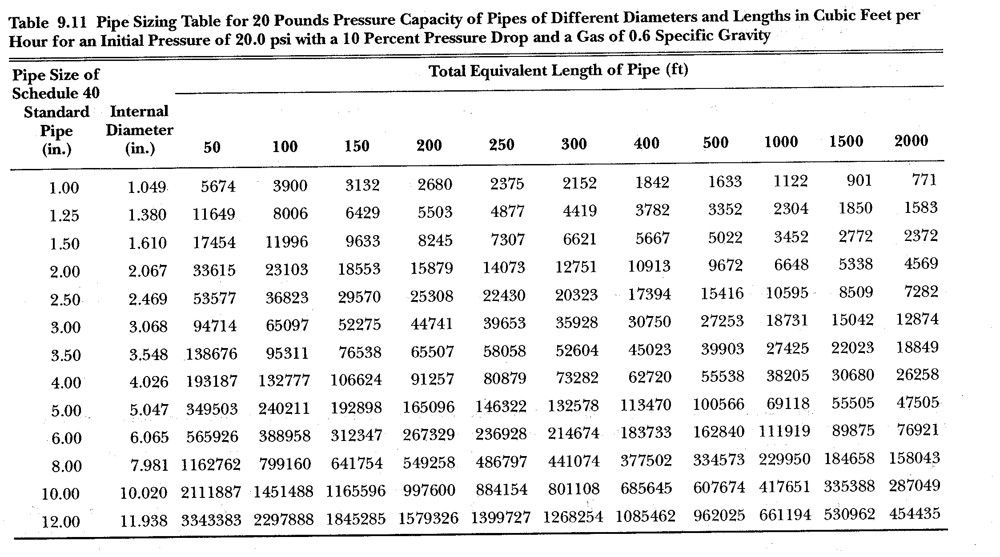 Table 9.11 Pipe Sizing Table for 20 Pounds Pressure Capacity of Pipes of Different Diameters and Lengths in Cubic Feet per
Hour for an Initial Pressure of 20.0 psi with a 10 Percent Pressure Drop and a Gas of 0.6 Specific Gravity
Pipe Size of
Schedule 40
Standard
Pipe
(in.)
Internal
Diameter
(in.)
Total Equivalent Length of Pipe (ft)
50 100 150 200 250 300 400 500 1000 1500 2000
1.00 1.049 5674 3900 3132 2680 2375 2152 1842 1633 1122 901 771
1.25 1.380 11649 8006 6429 5503 4877 4419 3782 3352 2304 1850 1583
1.50 1.610 17454 11996 9633 8245 7307 6621 5667 5022 3452 2772 2372
2.00 2.067 33615 23103 18553 15879 14073 12751 10913 9672 6648 5338 4569
2.50 2.469 53577 36823 29570 25308 22430 20323 17394 15416 10595 8509 7282
3.00 3.068 94714 65097 52275 44741 39653 35928 30750 27253 18731 15042 12874
3.50 3.548 138676 95311 76538 65507 58058 52604 45023 39903 27425 22023 18849
4.00 4.026 193187 132777 106624 91257 80879 73282 62720 55538 38205 30680 26258
5.00 5.047 349503 240211 192898 165096 146322 132578 113470 100566 69118 55505 47505
6.00 6.065 565926 388958 312347 267329 236928 214674 183733 162840 111919 89875 76921
8.00 7.981 1162762 799160 641754 549258 486797 441074 377502 334573 229950 184658 158043
10.00 10.020 2111887 1451488 1165596 997600 884154 801108 685645 607674 417651 335388 287049
12.00 11.938 3343383 2297888 1845285 1579326 1399727 1268254 1085462 962025 661194 530962 454435